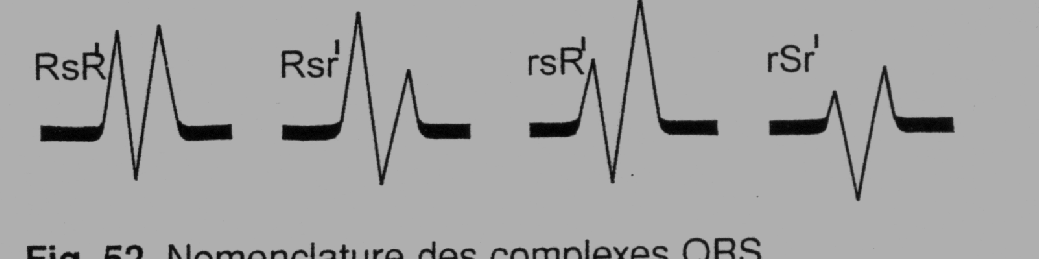 RsR' Rsr' rsR' rSr'
Fig. 52 Nomenclature des complexes QRS